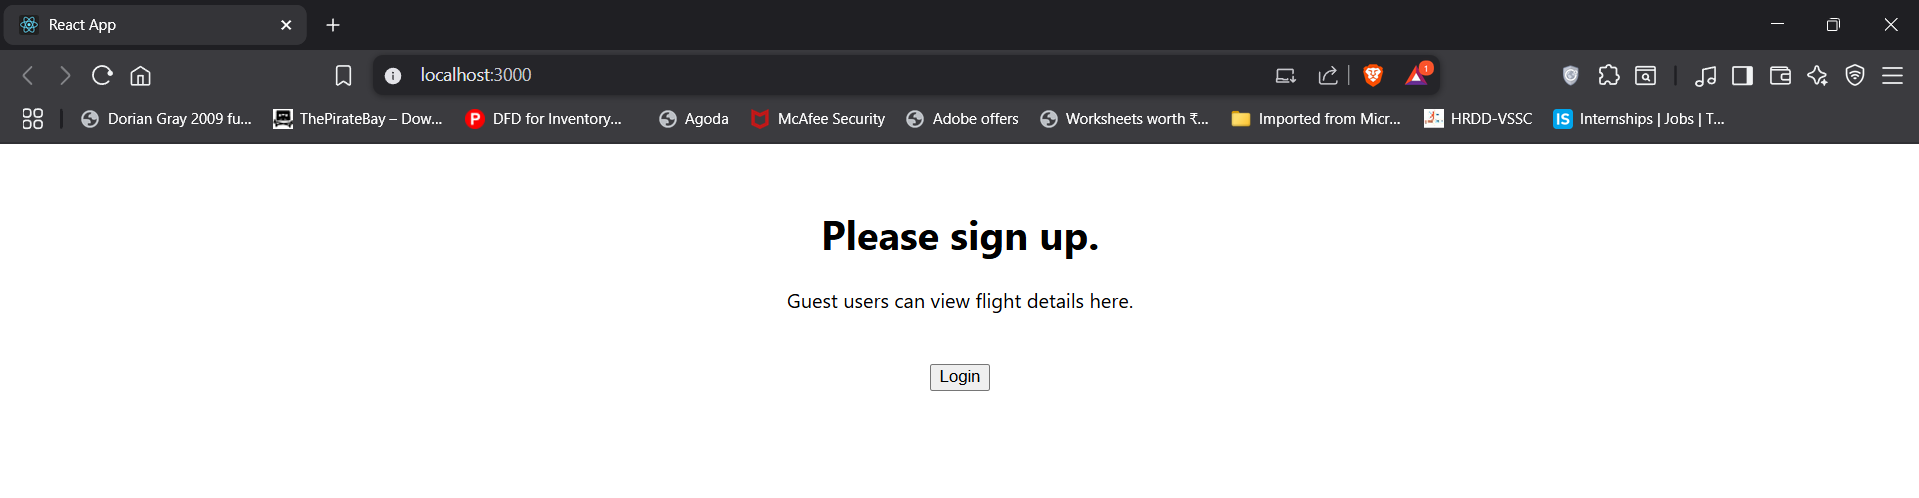 React App
localhost:3000
1
Dorian Gray 2009 fu...
ThePirateBay – Dow...
P
DFD for Inventory...
Agoda
McAfee Security
Adobe offers
Worksheets worth ₹...
Imported from Micr...
HRDD-VSSC
IS
Internships | Jobs | T...
Please sign up.
Guest users can view flight details here.
Login